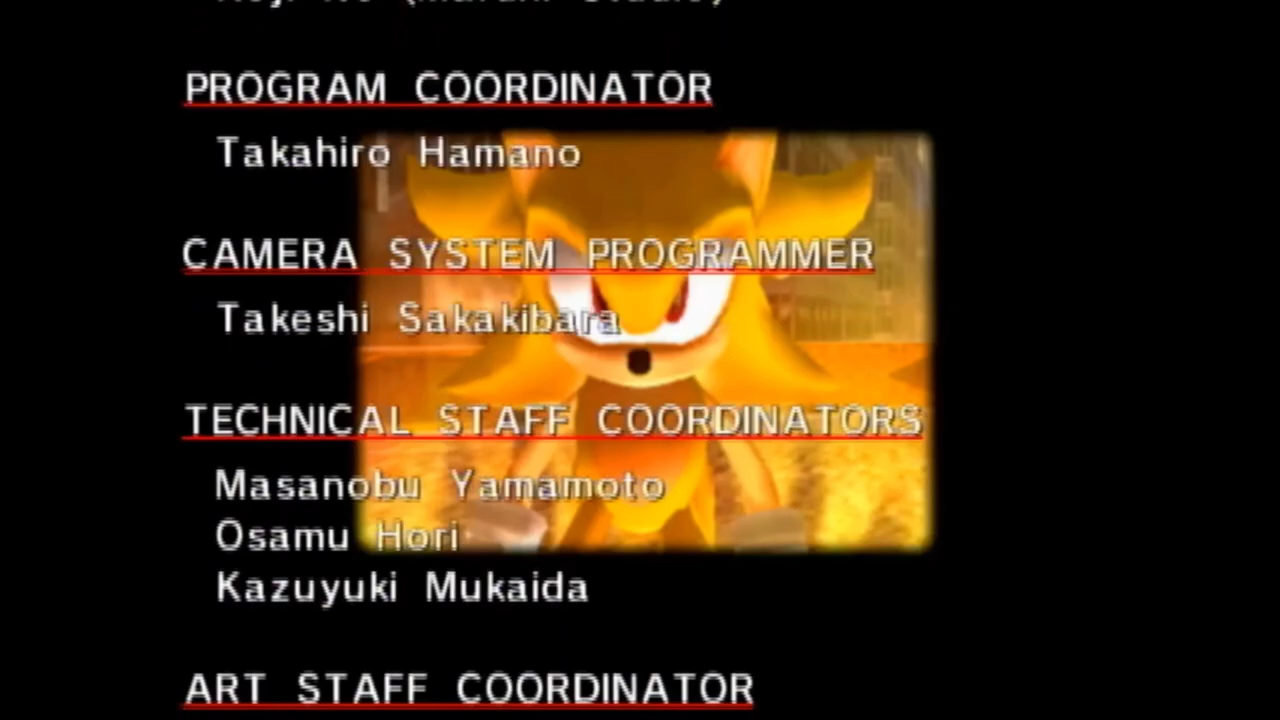 PROGRAM COORDINATOR
Takahiro Hamano
CAMERA SYSTEM PROGRAMMER
Takeshi Sakakibara
TECHNICAL STAFF COORDINATORS
Masanobu Yamamoto
Osamu Hori
Kazuyuki Mukaida
ART STAFF COORDINATOR